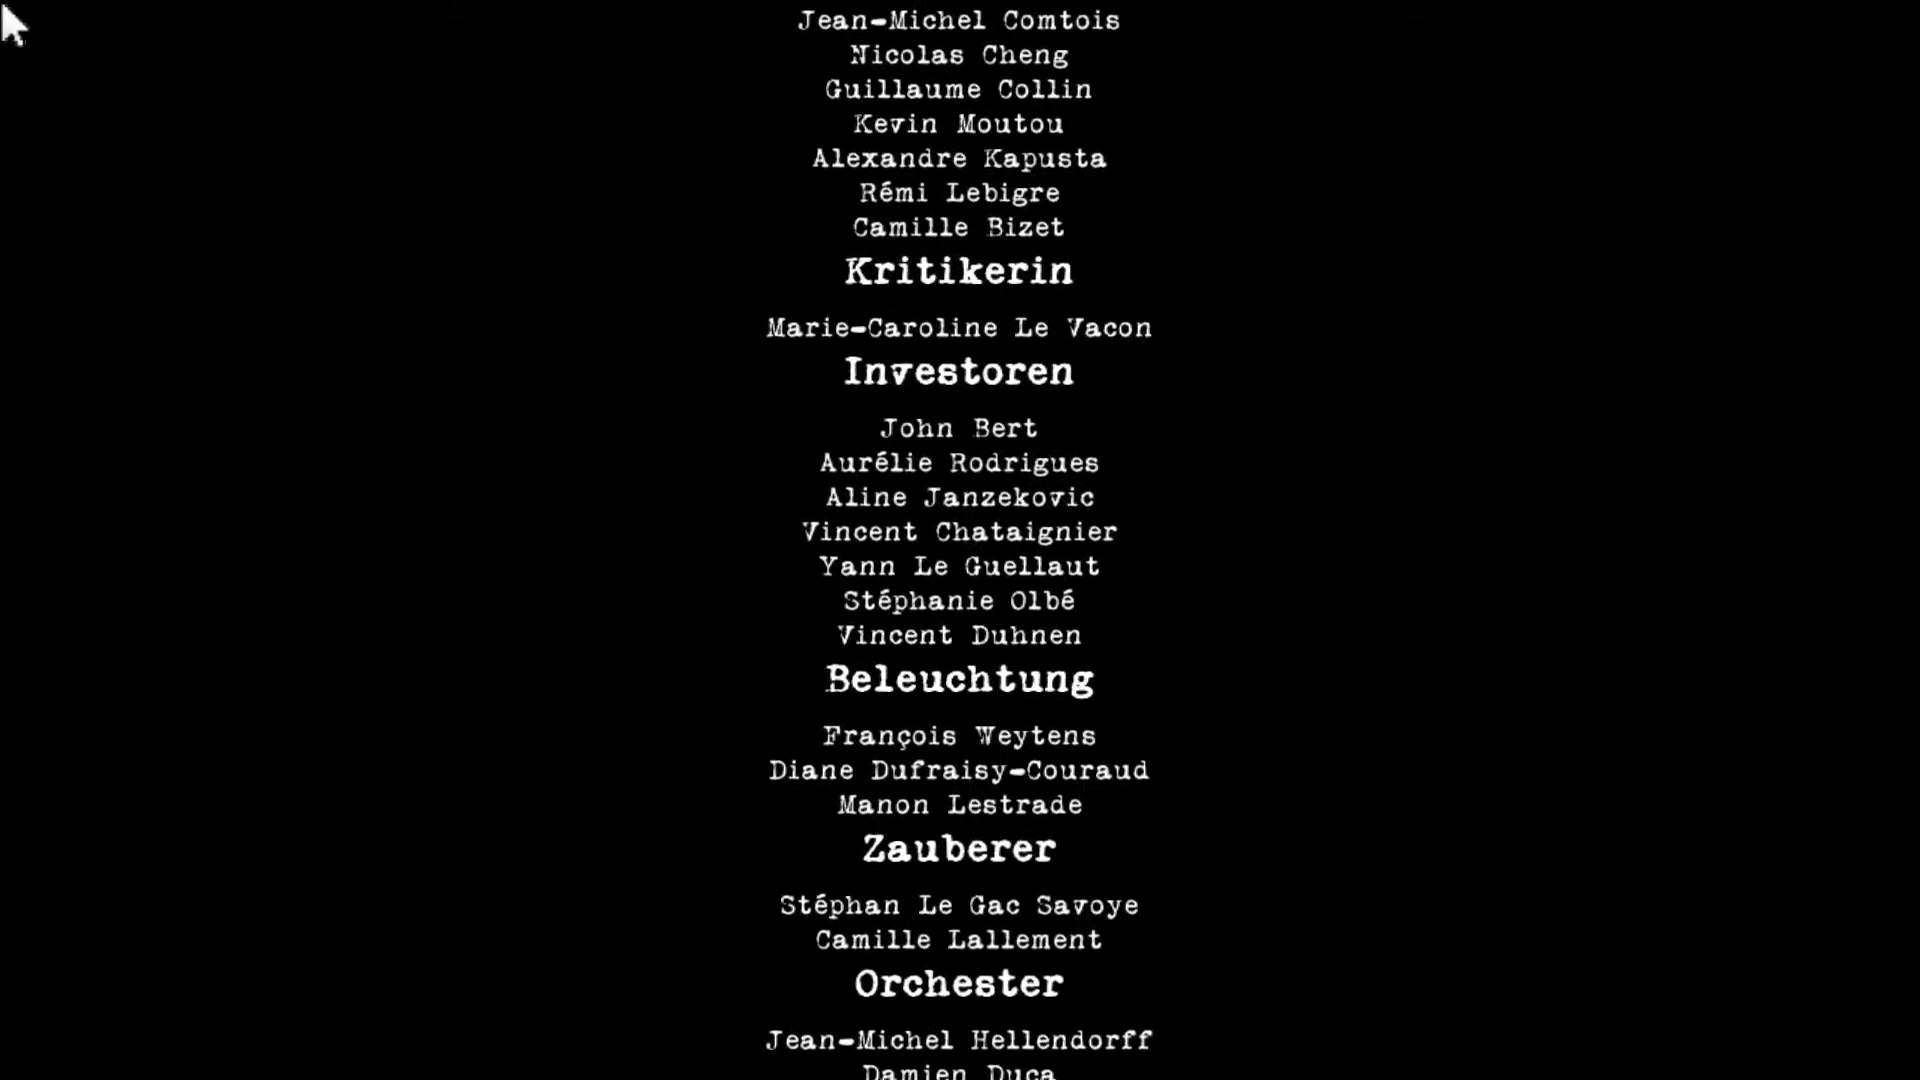 Jean-Michel Comtois
Nicolas Cheng
Guillaume Collin
Kevin Moutou
Alexandre Kapusta
Rémi Lebigre
Camille Bizet
Kritikerin
Marie-Caroline Le Vacon
Investoren
John Bert
Aurélie Rodrigues
Aline Janzekovic
Vincent Chataignier
Yann Le Guellaut
Stéphanie Olbé
Vincent Duhnen
Beleuchtung
François Weytens
Diane Dufraisy-Couraud
Manon Lestrade
Zauberer
Stéphan Le Gac Savoye
Camille Lallement
Orchester
Jean-Michel Hellendorff
Damien Duca